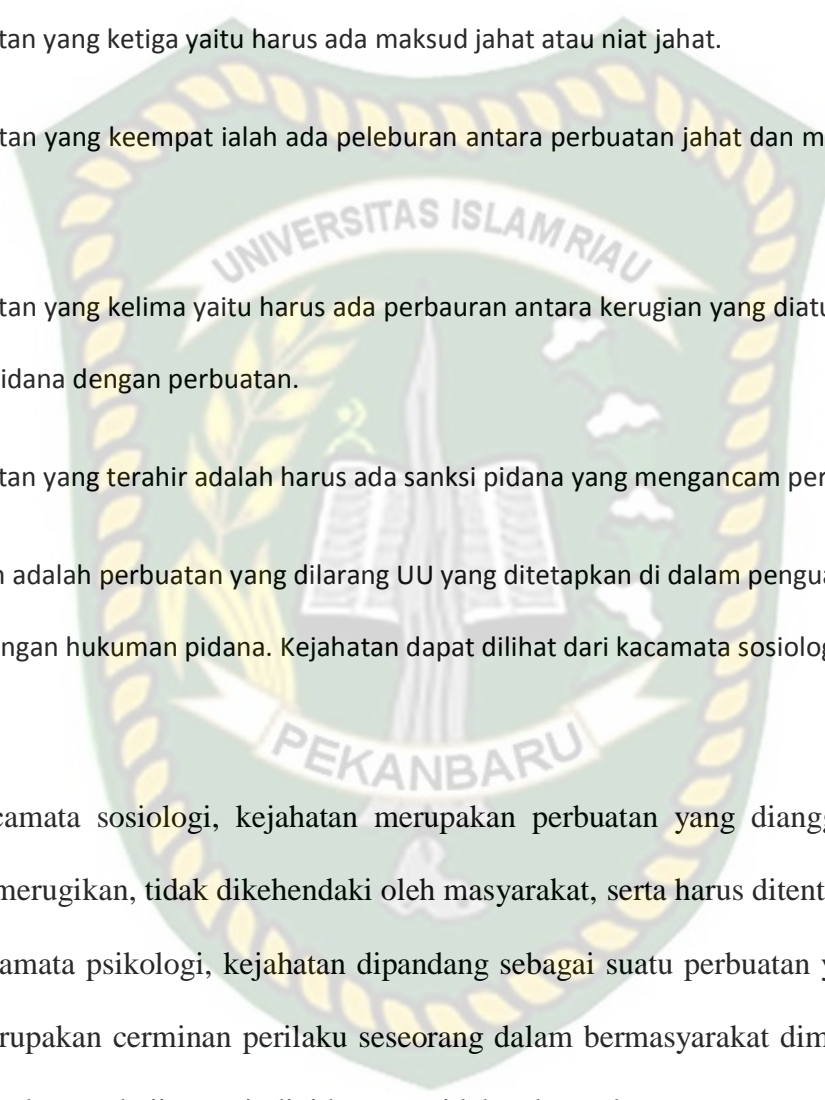 tan yang ketiga yaitu harus ada maksud jahat atau niat jahat.
tan yang keempat ialah ada peleburan antara perbuatan jahat dan m
UNIVERSITAS ISLAM RIAU
tan yang kelima yaitu harus ada perbauran antara kerugian yang diatu
idana dengan perbuatan.
tan yang terahir adalah harus ada sanksi pidana yang mengancam per
n adalah perbuatan yang dilarang UU yang ditetapkan di dalam pengua
ngan hukuman pidana. Kejahatan dapat dilihat dari kacamata sosiolog
PEKANBARU
camata sosiologi, kejahatan merupakan perbuatan yang diangg
merugikan, tidak dikehendaki oleh masyarakat, serta harus ditent
amata psikologi, kejahatan dipandang sebagai suatu perbuatan y
rupakan cerminan perilaku seseorang dalam bermasyarakat dim